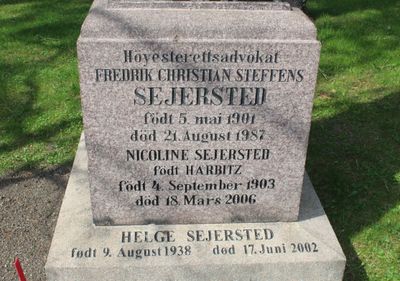 Høyesterettsadvokat
FREDRIK CHRISTIAN STEFFENS
SEJERSTED
født 5. mai 1901
död 21. August 1987
NICOLINE SEJERSTED
født HARBITZ
født 4. September 1903
død 18. Mars 2006
HELGE SEJERSTED
født 9. August 1938 død 17. Juni 2002